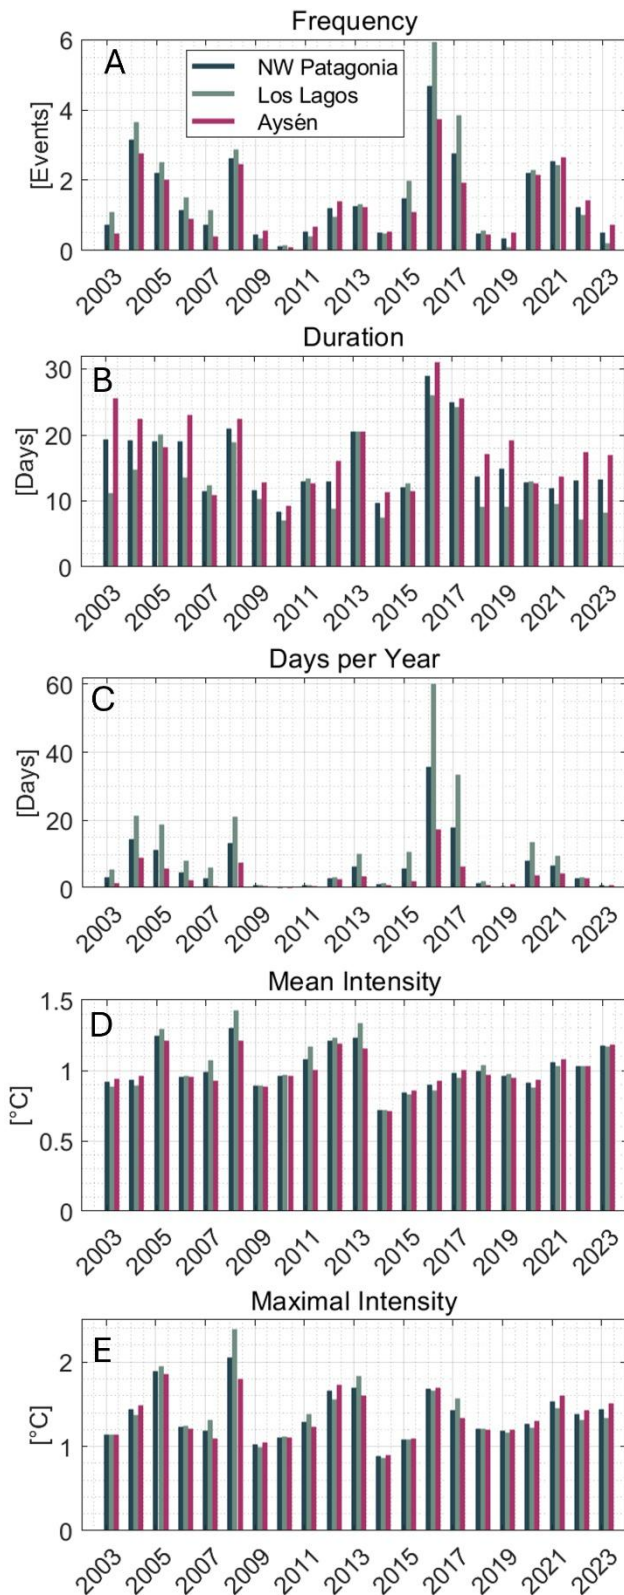 Frequency
A
NW Patagonia
Los Lagos
Aysén
[Events]
6
4
2
0
2003 2005 2007 2009 2011 2013 2015 2017 2019 2021 2023
Duration
B
[Days]
30
20
10
0
2003 2005 2007 2009 2011 2013 2015 2017 2019 2021 2023
Days per Year
C
[Days]
60
40
20
0
2003 2005 2007 2009 2011 2013 2015 2017 2019 2021 2023
Mean Intensity
D
[°C]
1.5
1
0.5
0
2003 2005 2007 2009 2011 2013 2015 2017 2019 2021 2023
Maximal Intensity
E
[°C]
2
1
0
2003 2005 2007 2009 2011 2013 2015 2017 2019 2021 2023